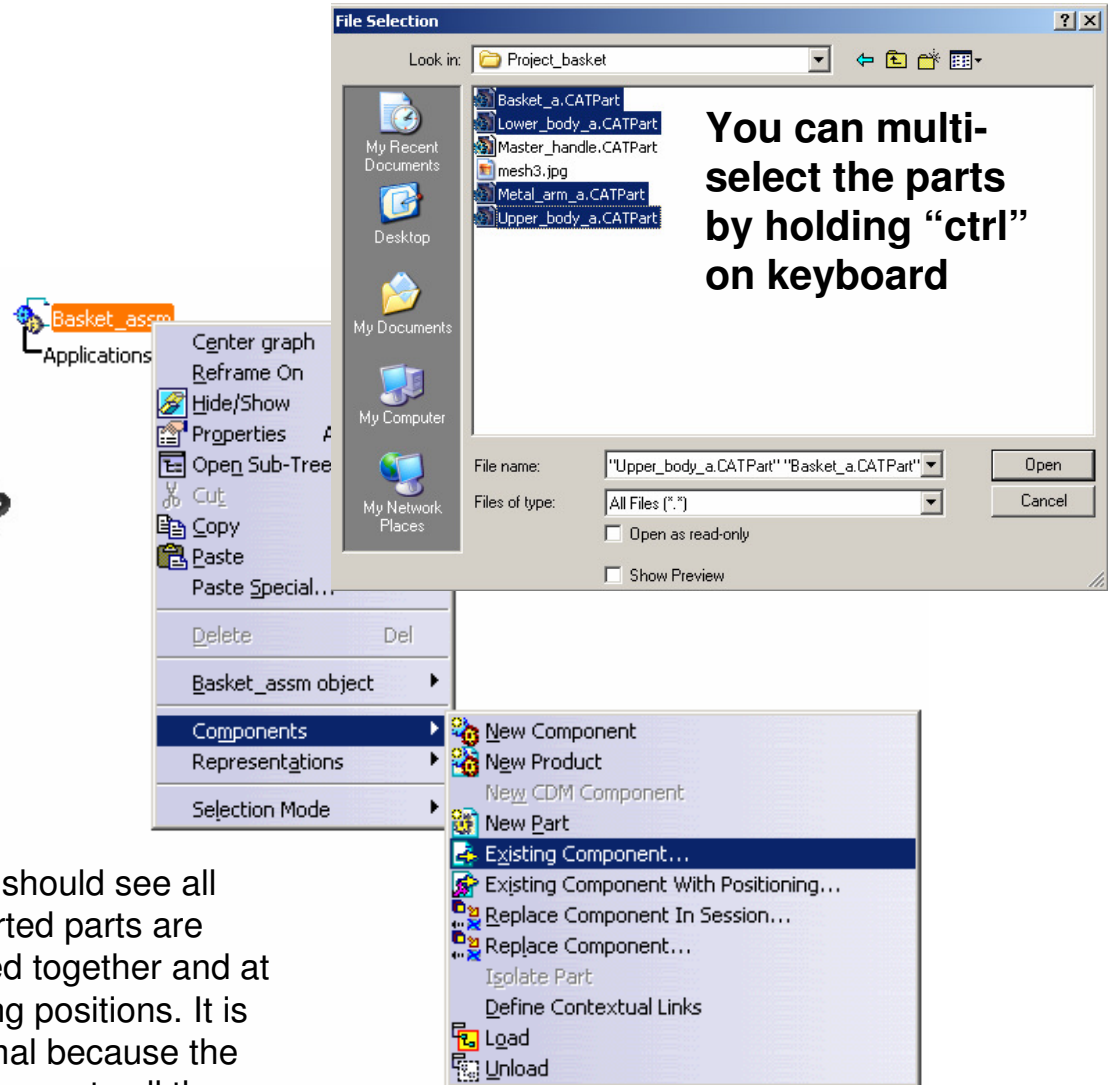 File Selection
Look in: Project_basket
My Recent Documents
Desktop
My Documents
My Computer
My Network Places
Basket_a.CATPart
Lower_body_a.CATPart
Master_handle.CATPart
mesh3.jpg
Metal_arm_a.CATPart
Upper_body_a.CATPart
You can multi-
select the parts
by holding “ctrl”
on keyboard
File name: "Upper_body_a.CATPart" "Basket_a.CATPart" Open
Files of type: All Files (*.*) Cancel
Open as read-only
Show Preview
Basket_assm
Applications
Center graph
Reframe On
Hide/Show
Properties
Open Sub-Tree
Cut
Copy
Paste
Paste Special...
Delete Del
Basket_assm object
Components
Representations
Selection Mode
New Component
New Product
New CDM Component
New Part
Existing Component...
Existing Component With Positioning...
Replace Component In Session...
Replace Component...
Isolate Part
Define Contextual Links
Load
Unload
should see all
rted parts are
ed together and at
ng positions. It is
nal because the